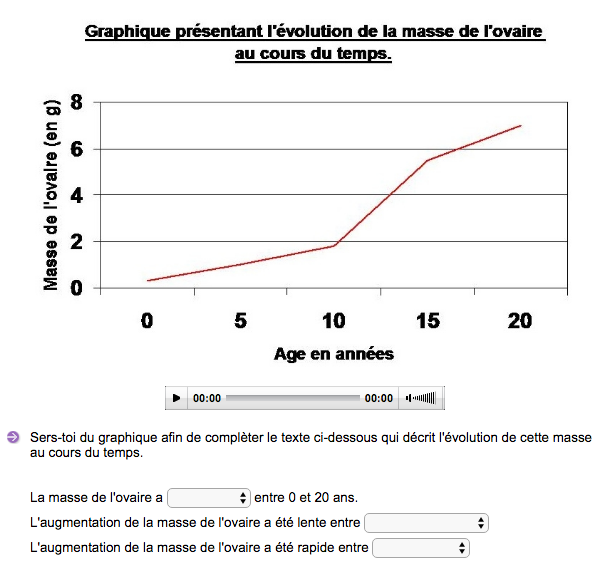 Graphique présentant l'évolution de la masse de l'ovaire
au cours du temps.
Masse de l'ovaire (en g)
8
6
4
2
0
0 5 10 15 20
Age en années
00:00 00:00
Sers-toi du graphique afin de complèter le texte ci-dessous qui décrit l'évolution de cette masse
au cours du temps.
La masse de l'ovaire a entre 0 et 20 ans.
L'augmentation de la masse de l'ovaire a été lente entre
L'augmentation de la masse de l'ovaire a été rapide entre